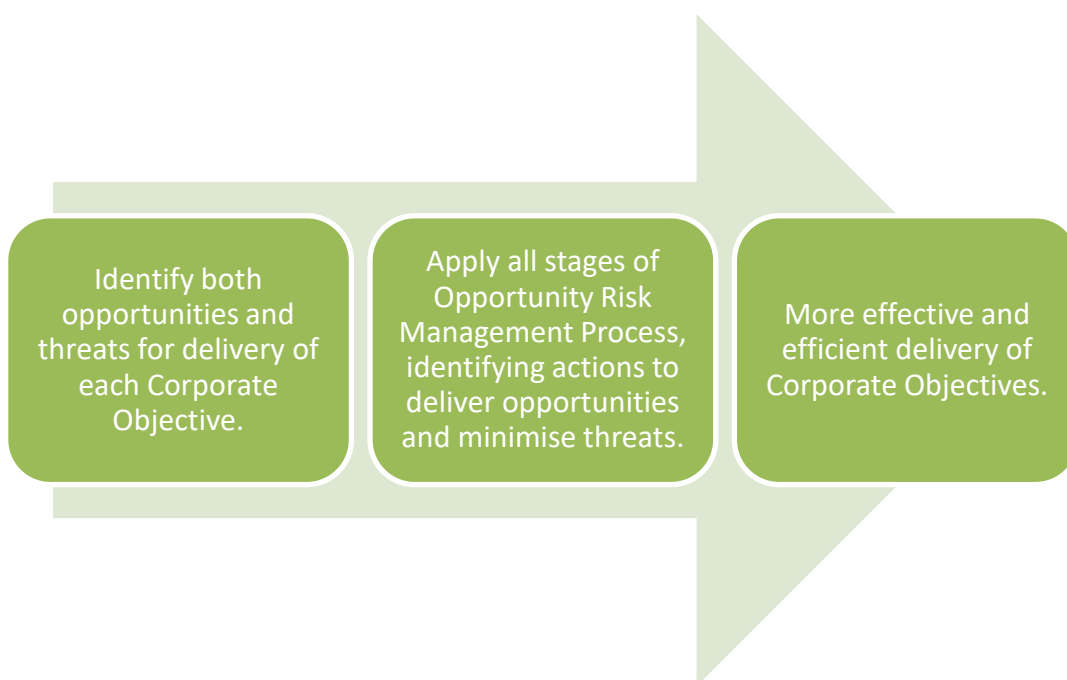 Identify both
opportunities and
threats for delivery of
each Corporate
Objective.
Apply all stages of
Opportunity Risk
Management Process,
identifying actions to
deliver opportunities
and minimise threats.
More effective and
efficient delivery of
Corporate Objectives.